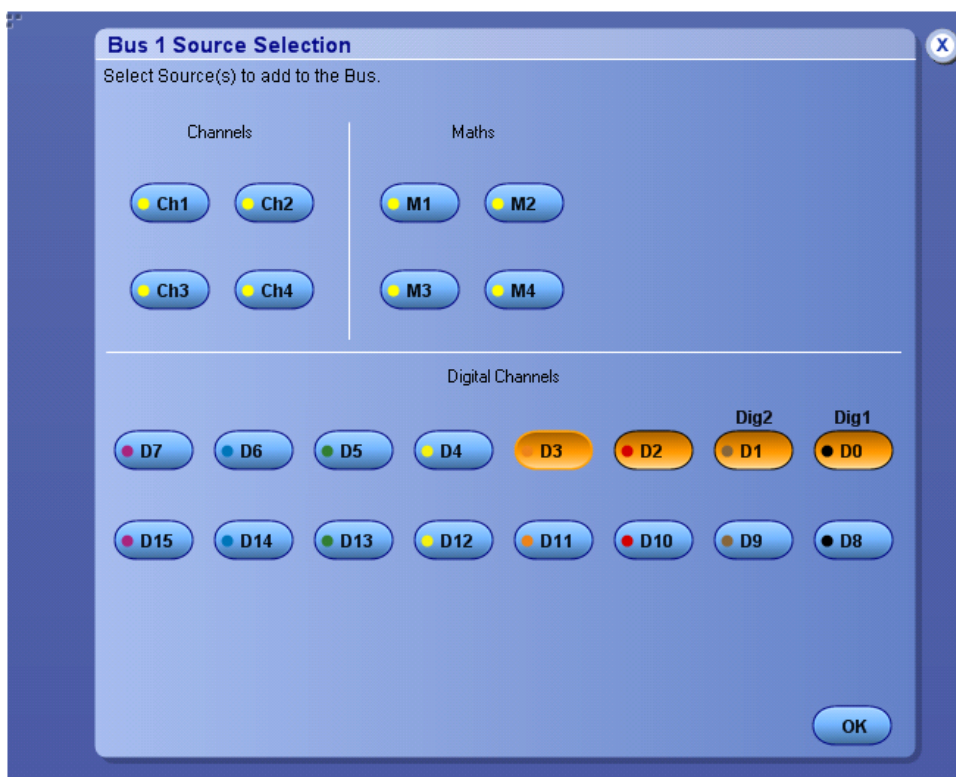 Bus 1 Source Selection
X
Select Source(s) to add to the Bus.
Channels
Maths
Ch1 Ch2
M1 M2
Ch3 Ch4
M3 M4
Digital Channels
Dig2 Dig1
D7 D6 D5 D4 D3 D2 D1 D0
D15 D14 D13 D12 D11 D10 D9 D8
OK